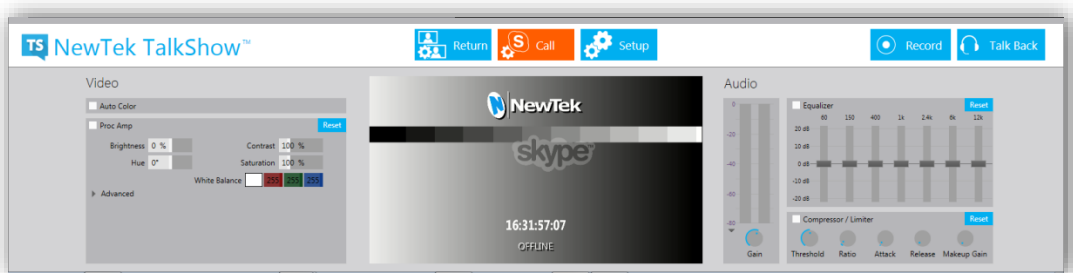 TS NewTek TalkShow™
Return
S Call
Setup
Record
Talk Back
Video
Auto Color
Proc Amp
Reset
Brightness 0 %
Contrast 100 %
Hue 0°
Saturation 100 %
White Balance 255 255 255
Advanced
NewTek
skype
16:31:57:07
OFFLINE
Audio
0
-20
-40
-60
-80
Gain
Equalizer
Reset
60 150 400 1k 2.4k 6k 12k
20 dB
10 dB
0 dB
-10 dB
-20 dB
Compressor / Limiter
Reset
Threshold Ratio Attack Release Makeup Gain